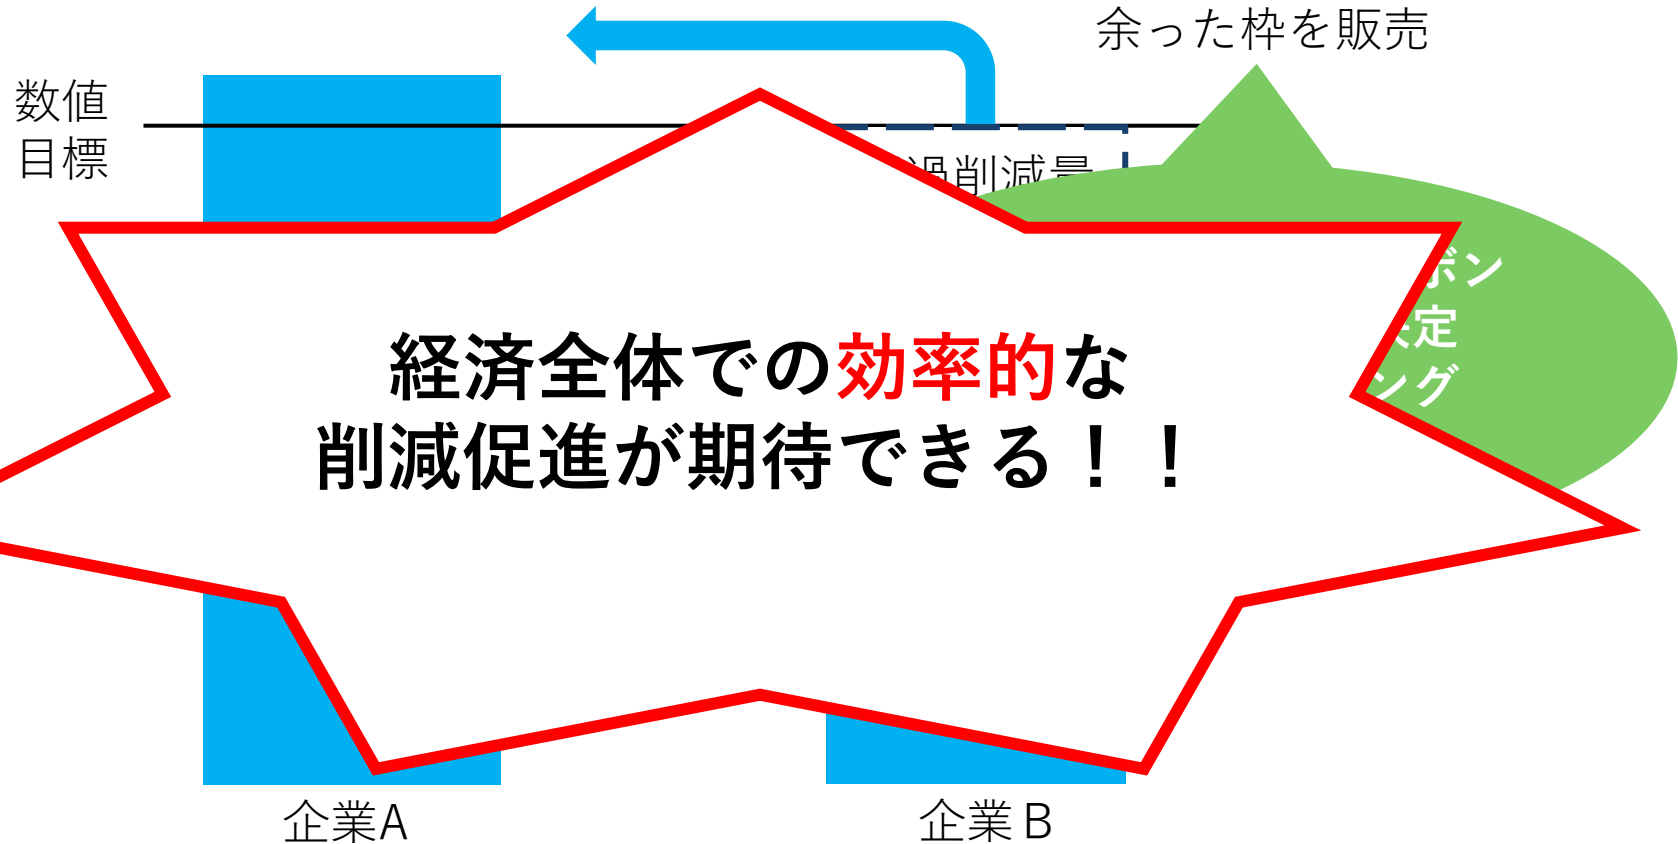 余った枠を販売
数値
目標
過削減量
ボン
決定
ング
経済全体での効率的な
削減促進が期待できる！！
企業A
企業Ｂ